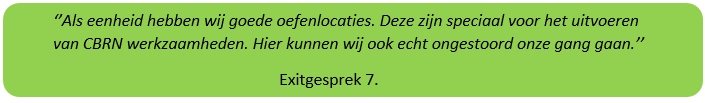 ‘’Als eenheid hebben wij goede oefenlocaties. Deze zijn speciaal voor het uitvoeren
van CBRN werkzaamheden. Hier kunnen wij ook echt ongestoord onze gang gaan.’’
Exitgesprek 7.